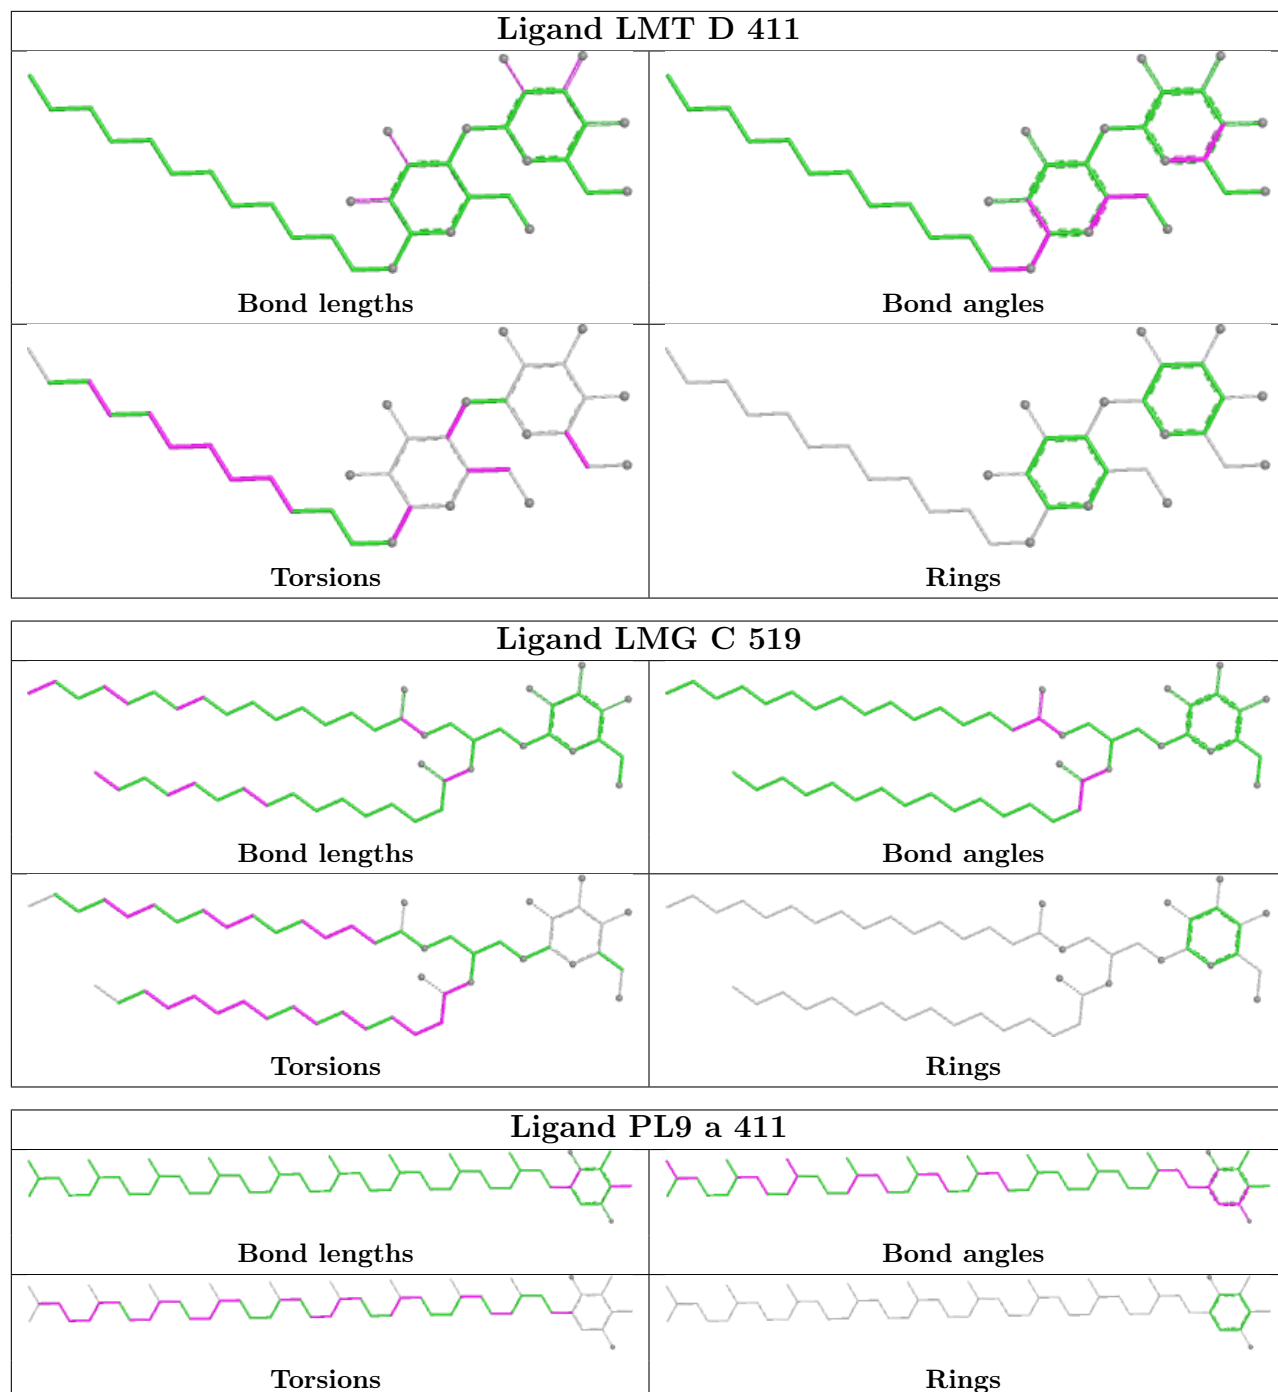 Ligand LMT D 411
Bond lengths
Bond angles
Torsions
Rings
Ligand LMG C 519
Bond lengths
Bond angles
Torsions
Rings
Ligand PL9 a 411
Bond lengths
Bond angles
Torsions
Rings